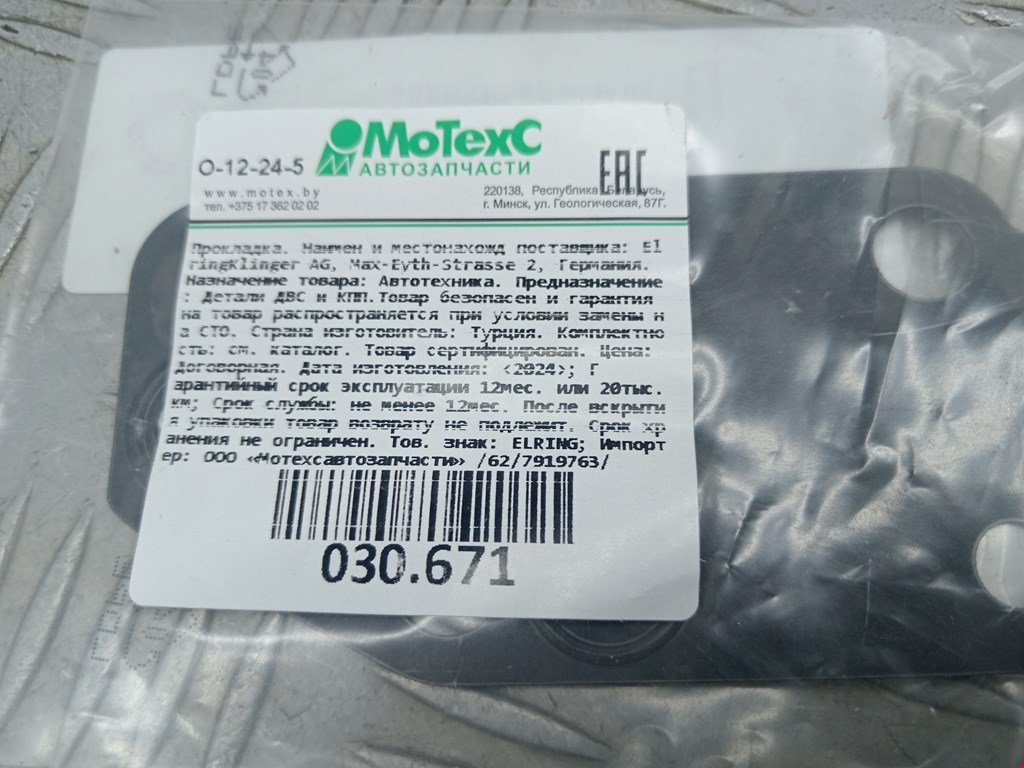 О-12-24-5
МоТехС
АВТОЗАПЧАСТИ
EAC
www.motex.by
тел. +375 17 362 02 02
220138, Республика Беларусь,
г. Минск, ул. Геологическая, 87Г.
Прокладка. Наимен и местонахожд поставщика: El
ringKlinger AG, Max-Eyth-Strasse 2, Германия.
Назначение товара: Автотехника. Предназначение
: Детали ДВС и КПП.Товар безопасен и гарантия
на товар распространяется при условии замены н
а СТО. Страна изготовитель: Турция. Комплектно
сть: см. каталог. Товар сертифицирован. Цена:
договорная. Дата изготовления: <2024>; Г
арантийный срок эксплуатации 12мес. или 20тыс.
км; Срок службы: не менее 12мес. После вскрыти
я упаковки товар возврату не подлежит. Срок хр
анения не ограничен. Тов. знак: ELRING; Импорт
ер: ООО «Мотексавтозапчасти» /62/7919763/
030.671